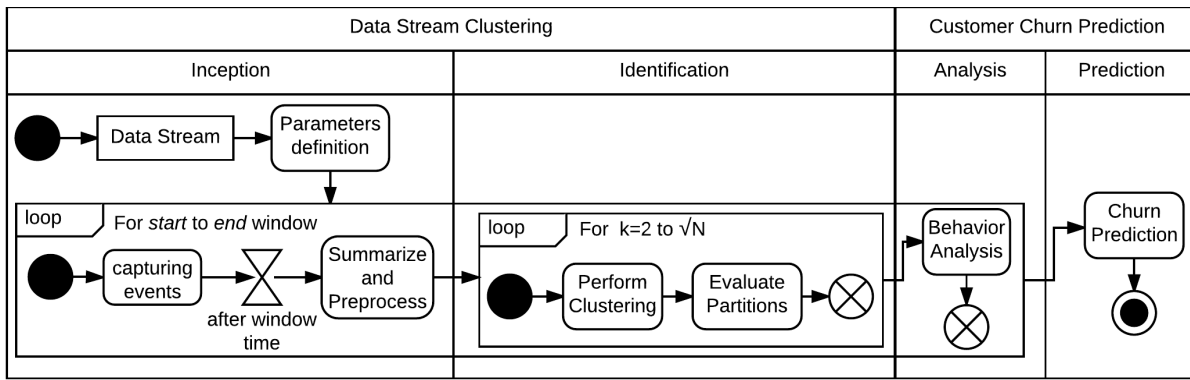 Data Stream Clustering
Customer Churn Prediction
Inception
Identification
Analysis
Prediction
Data Stream
Parameters
definition
loop
For start to end window
capturing
events
after window
time
Summarize
and
Preprocess
loop
For k=2 to √N
Perform
Clustering
Evaluate
Partitions
Behavior
Analysis
Churn
Prediction